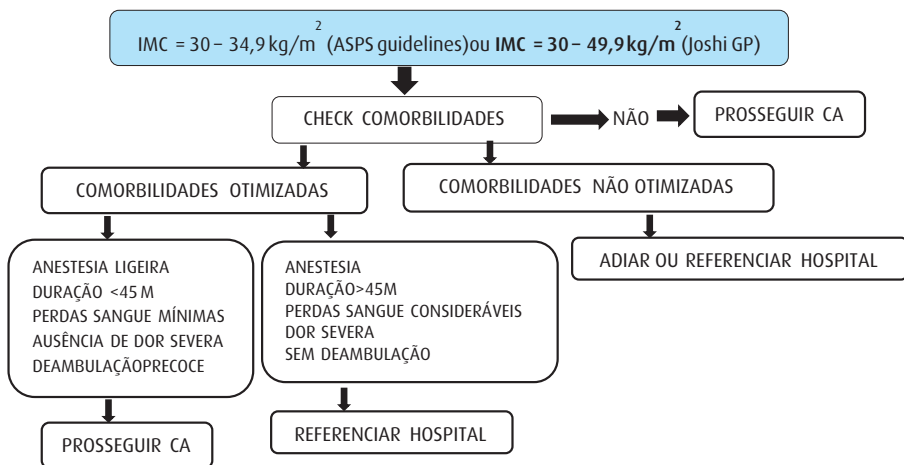 IMC = 30 – 34,9 kg/m² (ASPS guidelines)ou IMC = 30 – 49,9 kg/m² (Joshi GP)
CHECK COMORBILIDADES
NÃO
PROSSEGUIR CA
COMORBILIDADES OTIMIZADAS
COMORBILIDADES NÃO OTIMIZADAS
ANESTESIA LIGEIRA
DURAÇÃO <45 M
PERDAS SANGUE MÍNIMAS
AUSÊNCIA DE DOR SEVERA
DEAMBULAÇÃOPRECOCE
ANESTESIA
DURAÇÃO>45M
PERDAS SANGUE CONSIDERÁVEIS
DOR SEVERA
SEM DEAMBULAÇÃO
ADIAR OU REFERENCIAR HOSPITAL
PROSSEGUIR CA
REFERENCIAR HOSPITAL